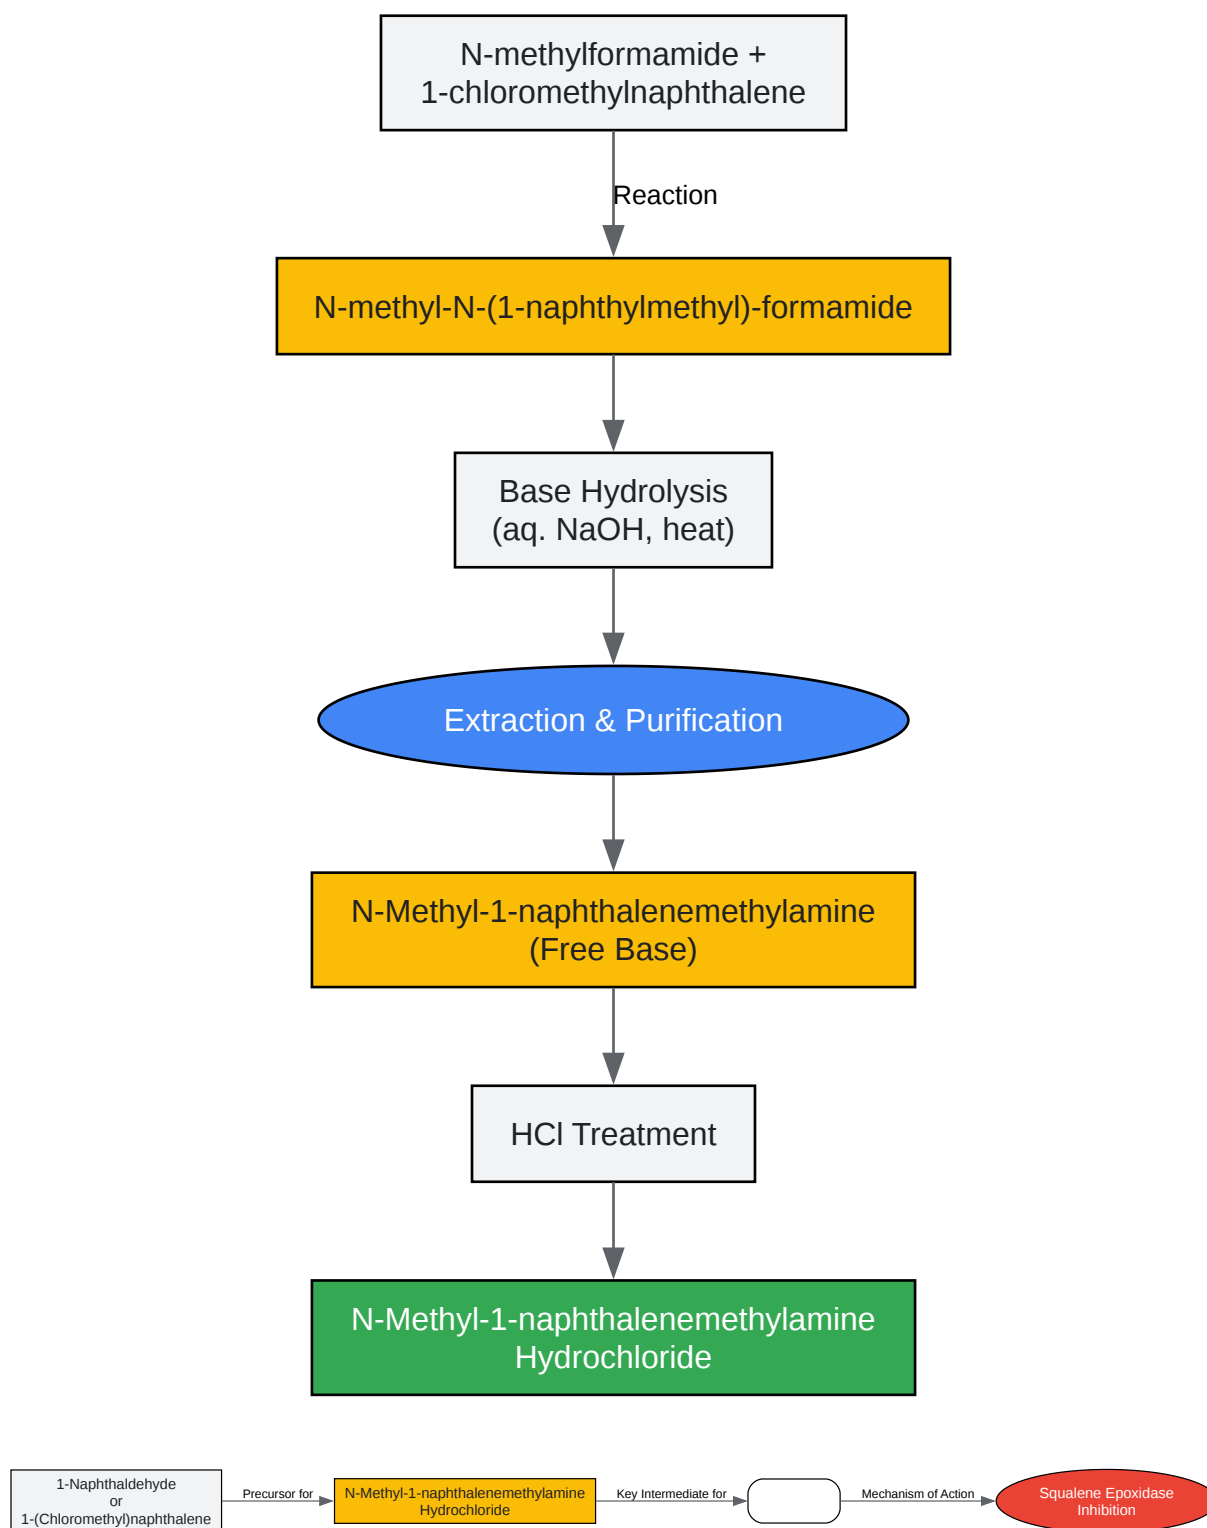 N-methylformamide +
1-chloromethylnaphthalene
Reaction
N-methyl-N-(1-naphthylmethyl)-formamide
Base Hydrolysis
(aq. NaOH, heat)
Extraction & Purification
N-Methyl-1-naphthalenemethylamine
(Free Base)
HCl Treatment
N-Methyl-1-naphthalenemethylamine
Hydrochloride
1-Naphthaldehyde
or
1-(Chloromethyl)naphthalene
Precursor for
N-Methyl-1-naphthalenemethylamine
Hydrochloride
Key Intermediate for
Mechanism of Action
Squalene Epoxidase
Inhibition